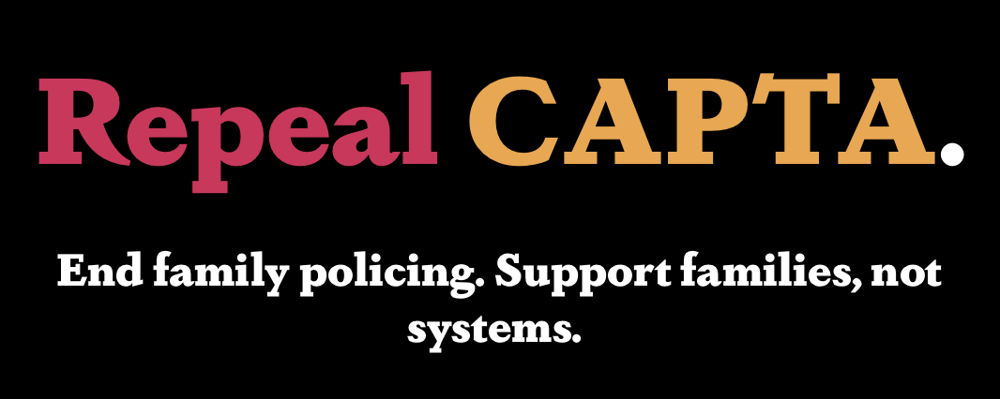 Repeal CAPTA.
End family policing. Support families, not
systems.